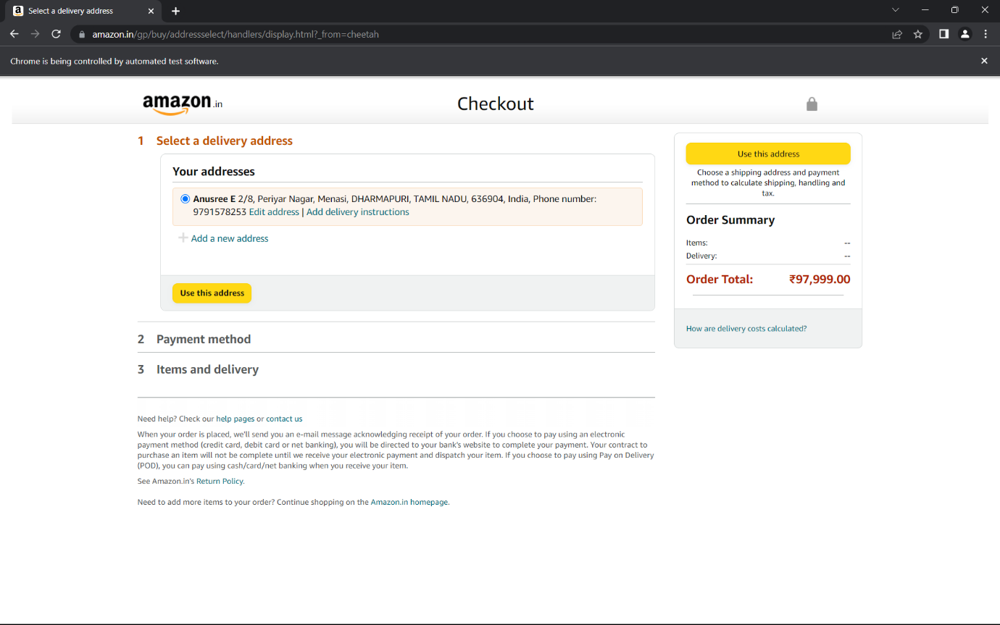 Select a delivery address
amazon.in/gp/buy/addressselect/handlers/display.html?_from=cheetah
Chrome is being controlled by automated test software.
amazon.in
Checkout
1 Select a delivery address
Your addresses
Anusree E 2/8, Periyar Nagar, Menasi, DHARMAPURI, TAMIL NADU, 636904, India, Phone number:
9791578253 Edit address | Add delivery instructions
Add a new address
Use this address
2 Payment method
3 Items and delivery
Need help? Check our help pages or contact us
When your order is placed, we'll send you an e-mail message acknowledging receipt of your order. If you choose to pay using an electronic
payment method (credit card, debit card or net banking), you will be directed to your bank's website to complete your payment. Your contract to
purchase an item will not be complete until we receive your electronic payment and dispatch your item. If you choose to pay using Pay on Delivery
(POD), you can pay using cash/card/net banking when you receive your item.
See Amazon.in's Return Policy.
Need to add more items to your order? Continue shopping on the Amazon.in homepage.
Use this address
Choose a shipping address and payment
method to calculate shipping, handling and
tax.
Order Summary
Items: --
Delivery: --
Order Total: ₹97,999.00
How are delivery costs calculated?